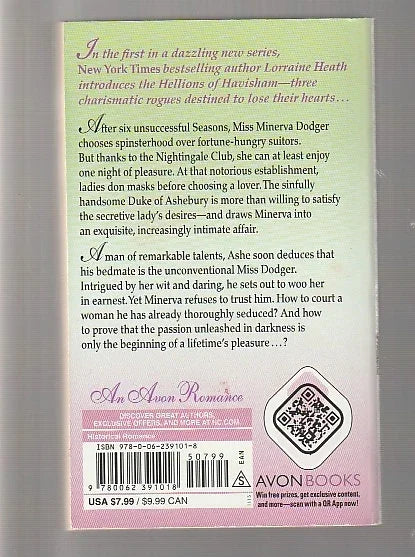 In the first in a dazzling new series,
New York Times bestselling author Lorraine Heath
introduces the Hellions of Havisham—three
charismatic rogues destined to lose their hearts…
After six unsuccessful Seasons, Miss Minerva Dodger
chooses spinsterhood over fortune-hungry suitors.
But thanks to the Nightingale Club, she can at least enjoy
one night of pleasure. At that notorious establishment,
ladies don masks before choosing a lover. The sinfully
handsome Duke of Ashebury is more than willing to satisfy
the secretive lady's desires—and draws Minerva into
an exquisite, increasingly intimate affair.
A man of remarkable talents, Ashe soon deduces that
his bedmate is the unconventional Miss Dodger.
Intrigued by her wit and daring, he sets out to woo her
in earnest. Yet Minerva refuses to trust him. How to court a
woman he has already thoroughly seduced? And how
to prove that the passion unleashed in darkness is
only the beginning of a lifetime's pleasure…?
An Avon Romance
DISCOVER GREAT AUTHORS,
EXCLUSIVE OFFERS, AND MORE AT HC.COM.
Historical Romance
ISBN 978-0-06-239101-8
50799
EAN
S
9 780062 391018
USA $7.99 / $9.99 CAN
AVONBOOKS
Win free prizes, get exclusive content,
and more—scan with a QR App now!